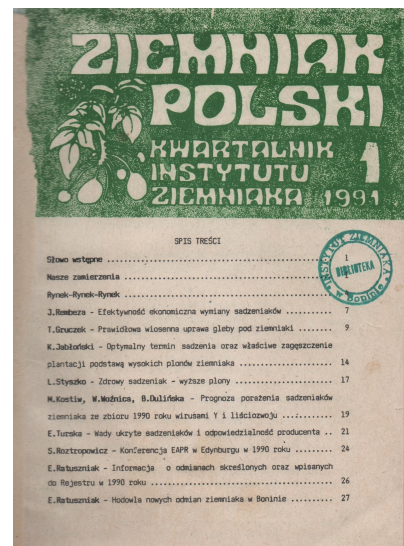 ZIEMNIAK
POLSKI
KWARTALNIK
INSTYTUTU
ZIEMNIAKA 1991
1
SPIS TREŚCI
Słowo wstępne .......................................... 1
Nasze zamierzenia
Rynek-Rynek-Rynek
J.Rembeza - Efektywność ekonomiczna wymiany sadzeniaków ....... 7
T.Gruczek - Prawidłowa wiosenna uprawa gleby pod ziemniaki .... 9
K.Jabłoński - Optymalny termin sadzenia oraz właściwe zagęszczenie
plantacji podstawą wysokich plonów ziemniaka .................. 14
L.Styszko - Zdrowy sadzeniak - wyższe plony ................... 17
M.Kostiw, W.Woźnica, B.Dulińska - Prognoza porażenia sadzeniaków
ziemniaka ze zbioru 1990 roku wirusami Y i liściozwoju ........ 19
E.Turska - Wady ukryte sadzeniaków i odpowiedzialność producenta .. 21
S.Roztropowicz - Konferencja EAPR w Edynburgu w 1990 roku ..... 24
E.Ratuszniak - Informacja o odmianach skreślonych oraz wpisanych
do Rejestru w 1990 roku ....................................... 26
E.Ratuszniak - Hodowla nowych odmian ziemniaka w Boninie ...... 27
INSTYTUT ZIEMNIAKA
BIBLIOTEKA
w Boninie